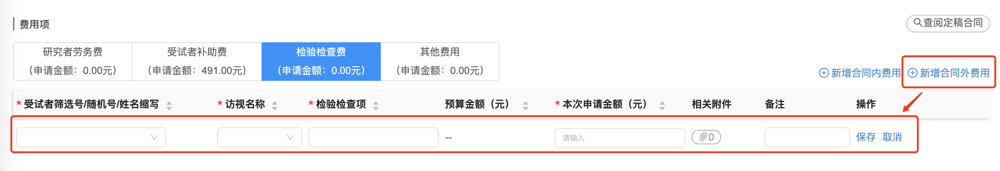 费用项
查阅定稿合同
研究者劳务费
(申请金额：0.00元)
受试者补助费
(申请金额：491.00元)
检验检查费
(申请金额：0.00元)
其他费用
(申请金额：0.00元)
新增合同内费用
新增合同外费用
* 受试者筛选号/随机号/姓名缩写
* 访视名称
* 检验检查项
预算金额（元）
* 本次申请金额（元）
相关附件
备注
操作
--
请输入
0
保存 取消